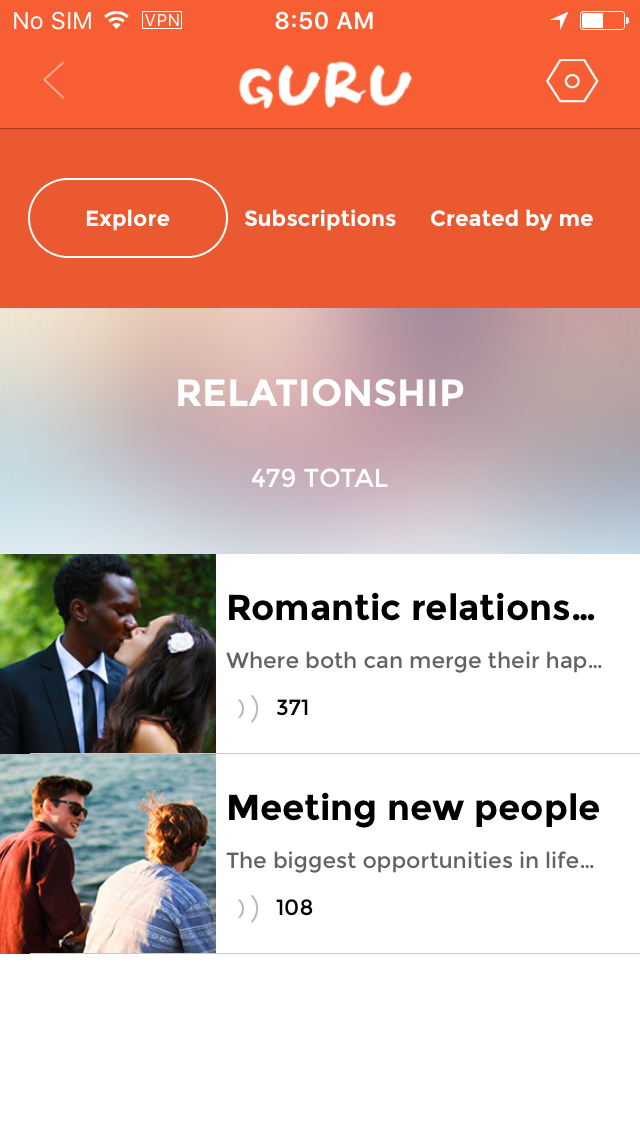 No SIM VPN 8:50 AM
GURU
Explore Subscriptions Created by me
RELATIONSHIP
479 TOTAL
Romantic relations...
Where both can merge their hap...
371
Meeting new people
The biggest opportunities in life...
108